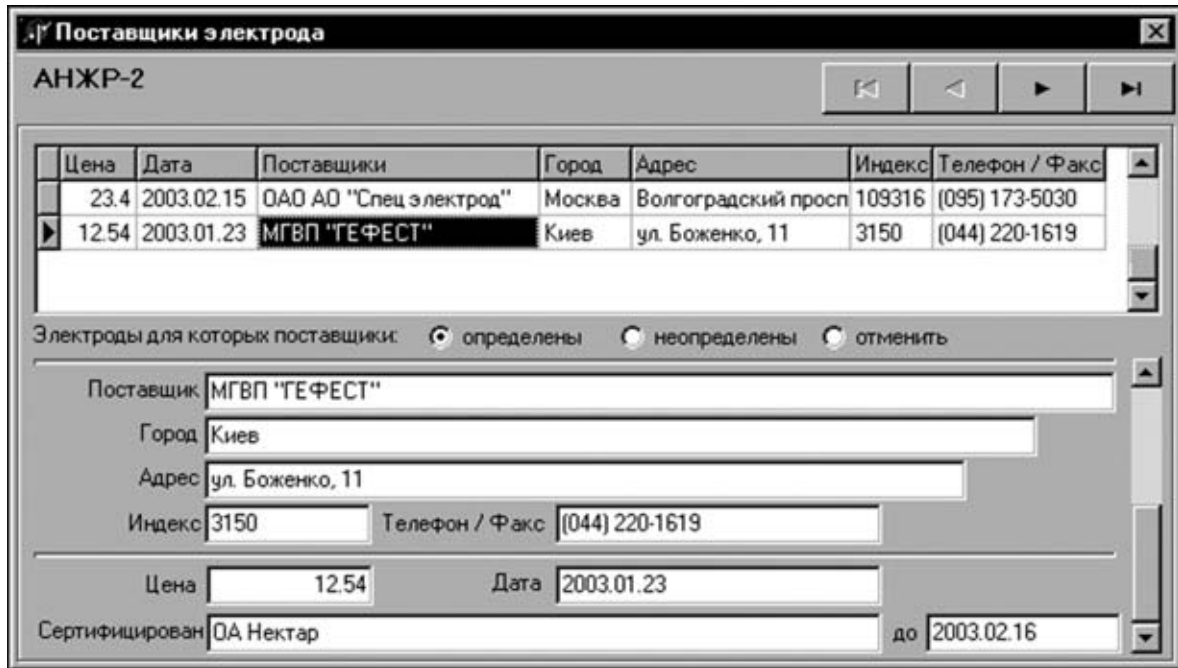 Поставщики электрода
АНЖР-2
Цена Дата Поставщики Город Адрес Индекс Телефон / Факс
23.4 2003.02.15 ОАО АО "Спец электрод" Москва Волгоградский просп 109316 (095) 173-5030
12.54 2003.01.23 МГВП "ГЕФЕСТ" Киев ул. Боженко, 11 3150 (044) 220-1619
Электроды для которых поставщики: определены неопределены отменить
Поставщик МГВП "ГЕФЕСТ"
Город Киев
Адрес ул. Боженко, 11
Индекс 3150 Телефон / Факс (044) 220-1619
Цена 12.54 Дата 2003.01.23
Сертифицирован ОА Нектар до 2003.02.16